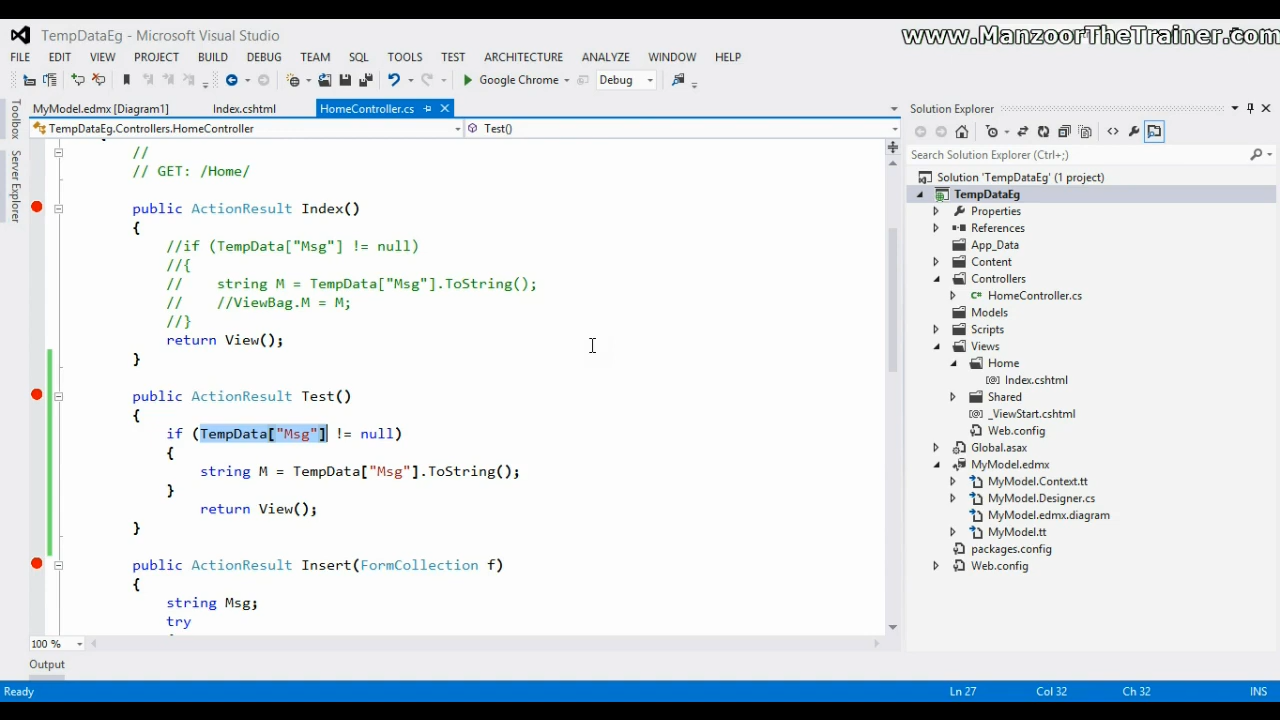 TempDataEg - Microsoft Visual Studio
www.ManzoorTheTrainer.com
FILE EDIT VIEW PROJECT BUILD DEBUG TEAM SQL TOOLS TEST ARCHITECTURE ANALYZE WINDOW HELP
Google Chrome Debug
MyModel.edmx [Diagram1] Index.cshtml HomeController.cs
TempDataEg.Controllers.HomeController Test()
Toolbox
Server Explorer
//
// GET: /Home/
public ActionResult Index()
{
//if (TempData["Msg"] != null)
//{
// string M = TempData["Msg"].ToString();
// //ViewBag.M = M;
//}
return View();
}
public ActionResult Test()
{
if (TempData["Msg"] != null)
{
string M = TempData["Msg"].ToString();
}
return View();
}
public ActionResult Insert(FormCollection f)
{
string Msg;
try
100 %
Output
Solution Explorer
Search Solution Explorer (Ctrl+;)
Solution 'TempDataEg' (1 project)
TempDataEg
Properties
References
App_Data
Content
Controllers
C# HomeController.cs
Models
Scripts
Views
Home
[@] Index.cshtml
Shared
[@] _ViewStart.cshtml
Web.config
Global.asax
MyModel.edmx
MyModel.Context.tt
MyModel.Designer.cs
MyModel.edmx.diagram
MyModel.tt
packages.config
Web.config
Ready Ln 27 Col 32 Ch 32 INS